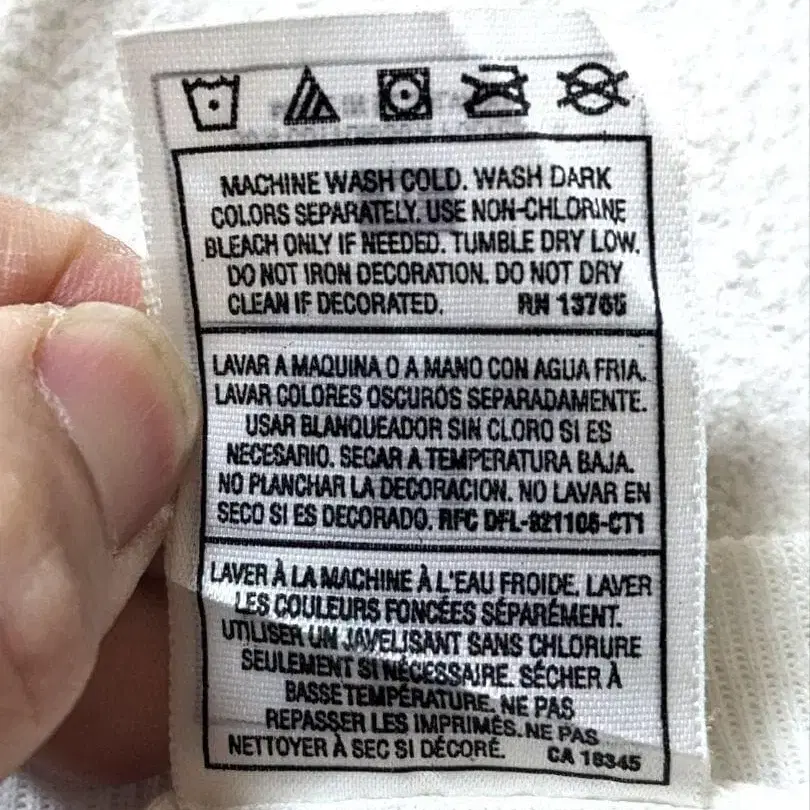 MACHINE WASH COLD. WASH DARK
COLORS SEPARATELY. USE NON-CHLORINE
BLEACH ONLY IF NEEDED. TUMBLE DRY LOW.
DO NOT IRON DECORATION. DO NOT DRY
CLEAN IF DECORATED. RN 13765
LAVAR A MAQUINA O A MANO CON AGUA FRIA.
LAVAR COLORES OSCUROS SEPARADAMENTE.
USAR BLANQUEADOR SIN CLORO SI ES
NECESARIO. SECAR A TEMPERATURA BAJA.
NO PLANCHAR LA DECORACION. NO LAVAR EN
SECO SI ES DECORADO. RFC DFL-821106-CT1
LAVER À LA MACHINE À L'EAU FROIDE. LAVER
LES COULEURS FONCÉES SÉPARÉMENT.
UTILISER UN JAVELISANT SANS CHLORURE
SEULEMENT SI NÉCESSAIRE. SÉCHER À
BASSE TEMPÉRATURE. NE PAS
REPASSER LES IMPRIMÉS. NE PAS
NETTOYER À SEC SI DÉCORÉ. CA 18345